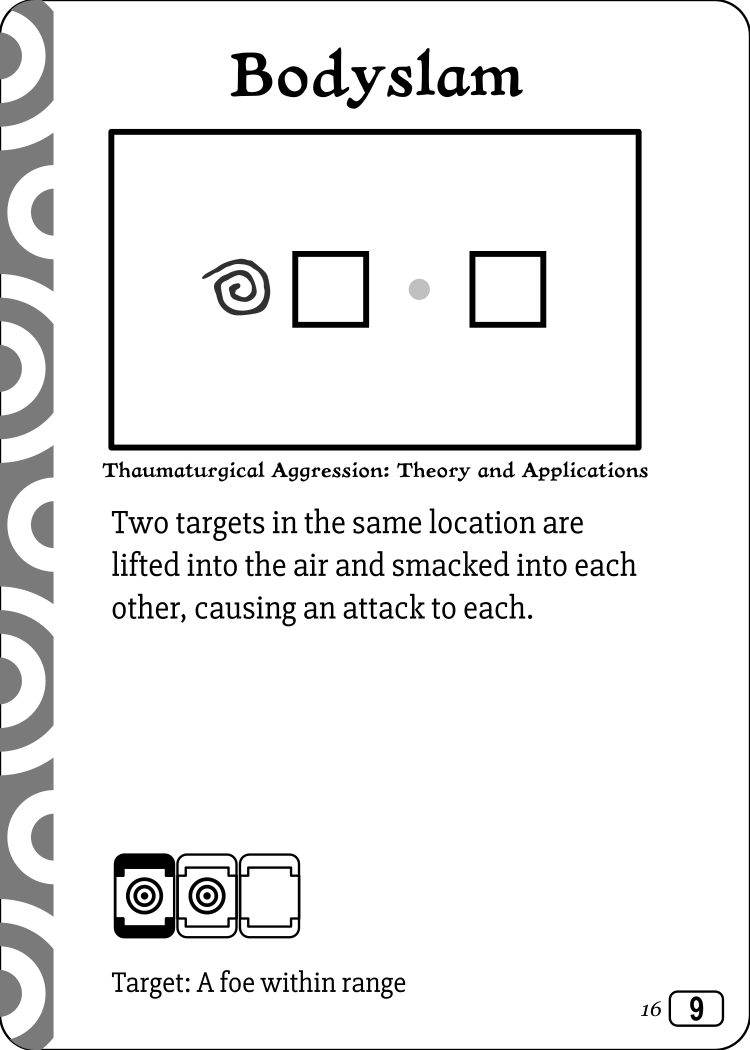 Bodyslam
Thaumaturgical Aggression: Theory and Applications
Two targets in the same location are
lifted into the air and smacked into each
other, causing an attack to each.
Target: A foe within range
16 9